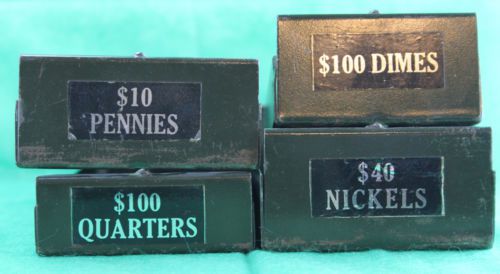 $10
PENNIES
$100 DIMES
$100
QUARTERS
$40
NICKELS